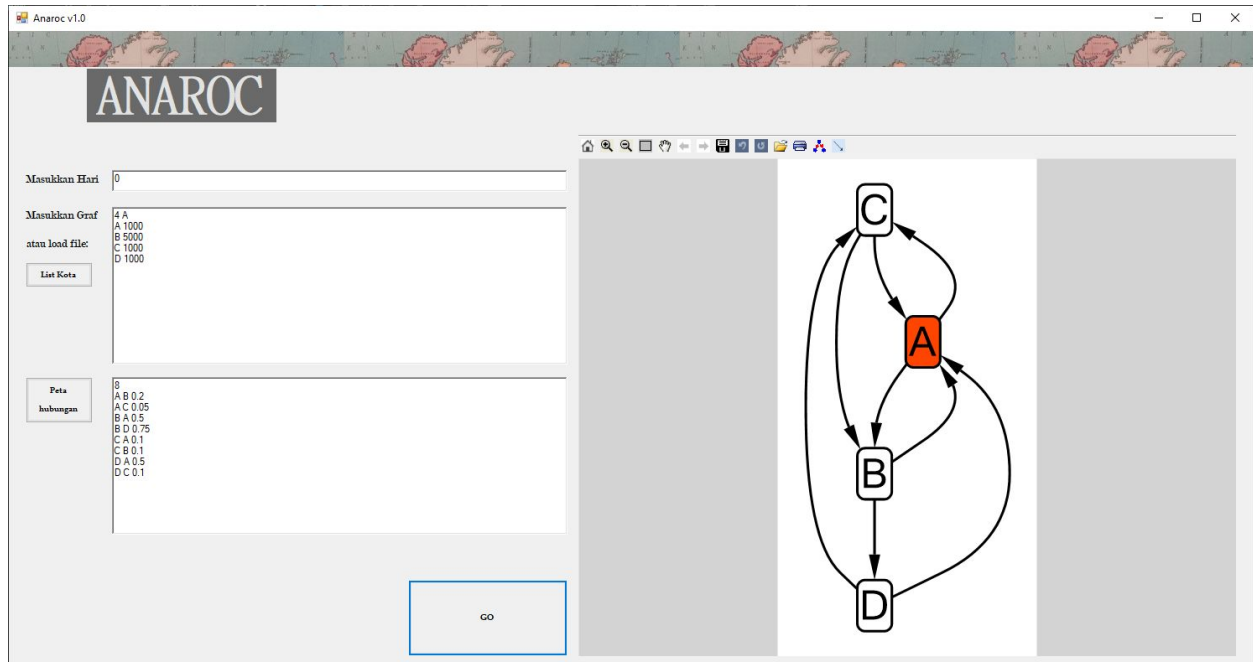 Anaroc v1.0
ANAROC
Masukkan Hari
0
Masukkan Graf
atau load file:
List Kota
4 A
A 1000
B 5000
C 1000
D 1000
Peta
hubungan
8
A B 0.2
A C 0.05
B A 0.5
B D 0.75
C A 0.1
C B 0.1
D A 0.5
D C 0.1
GO
C
A
B
D